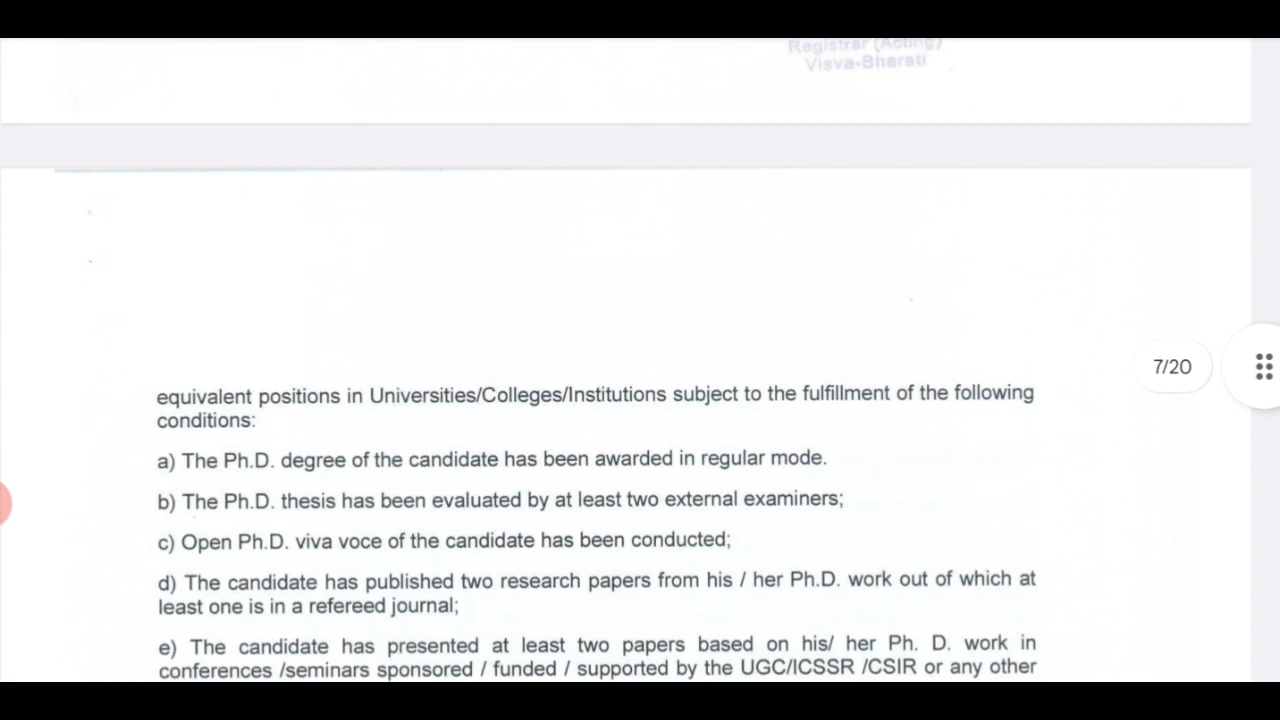 Registrar (Acting)
Visva-Bharati
equivalent positions in Universities/Colleges/Institutions subject to the fulfillment of the following
conditions:
7/20
a) The Ph.D. degree of the candidate has been awarded in regular mode.
b) The Ph.D. thesis has been evaluated by at least two external examiners;
c) Open Ph.D. viva voce of the candidate has been conducted;
d) The candidate has published two research papers from his / her Ph.D. work out of which at
least one is in a refereed journal;
e) The candidate has presented at least two papers based on his/ her Ph. D. work in
conferences /seminars sponsored / funded / supported by the UGC/ICSSR /CSIR or any other